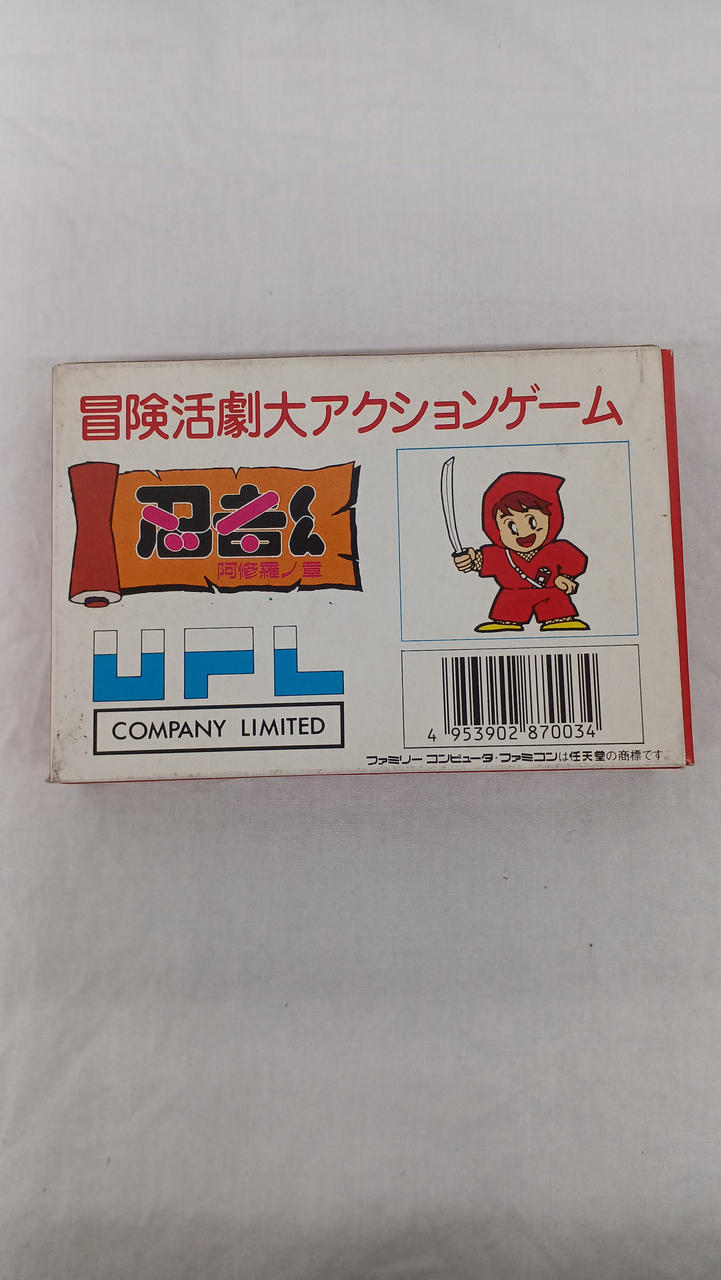 冒険活劇大アクションゲーム
忍者くん
阿修羅ノ章
UPL
COMPANY LIMITED
4 953902 870034
ファミリーコンピュータ・ファミコンは任天堂の商標です。